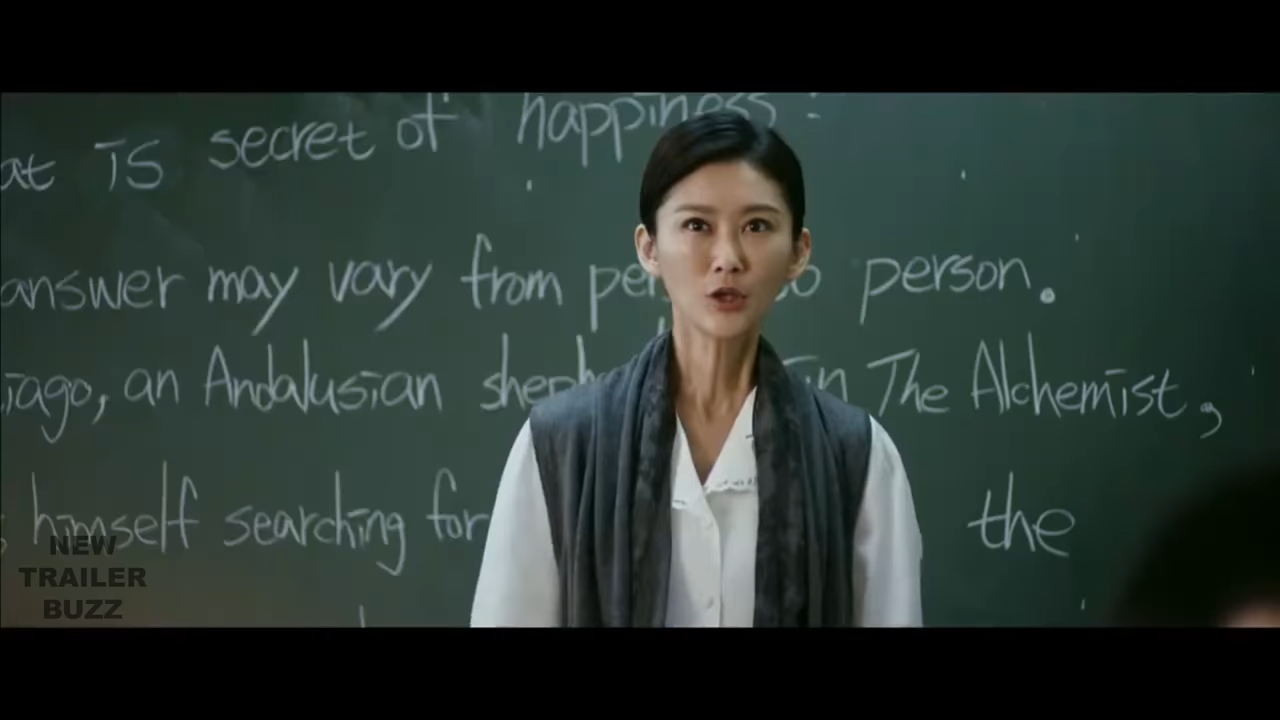 at is secret of happiness:
answer may vary from person.
iago, an Andalusian in The Alchemist,
himself searching for the
NEW
TRAILER
BUZZ